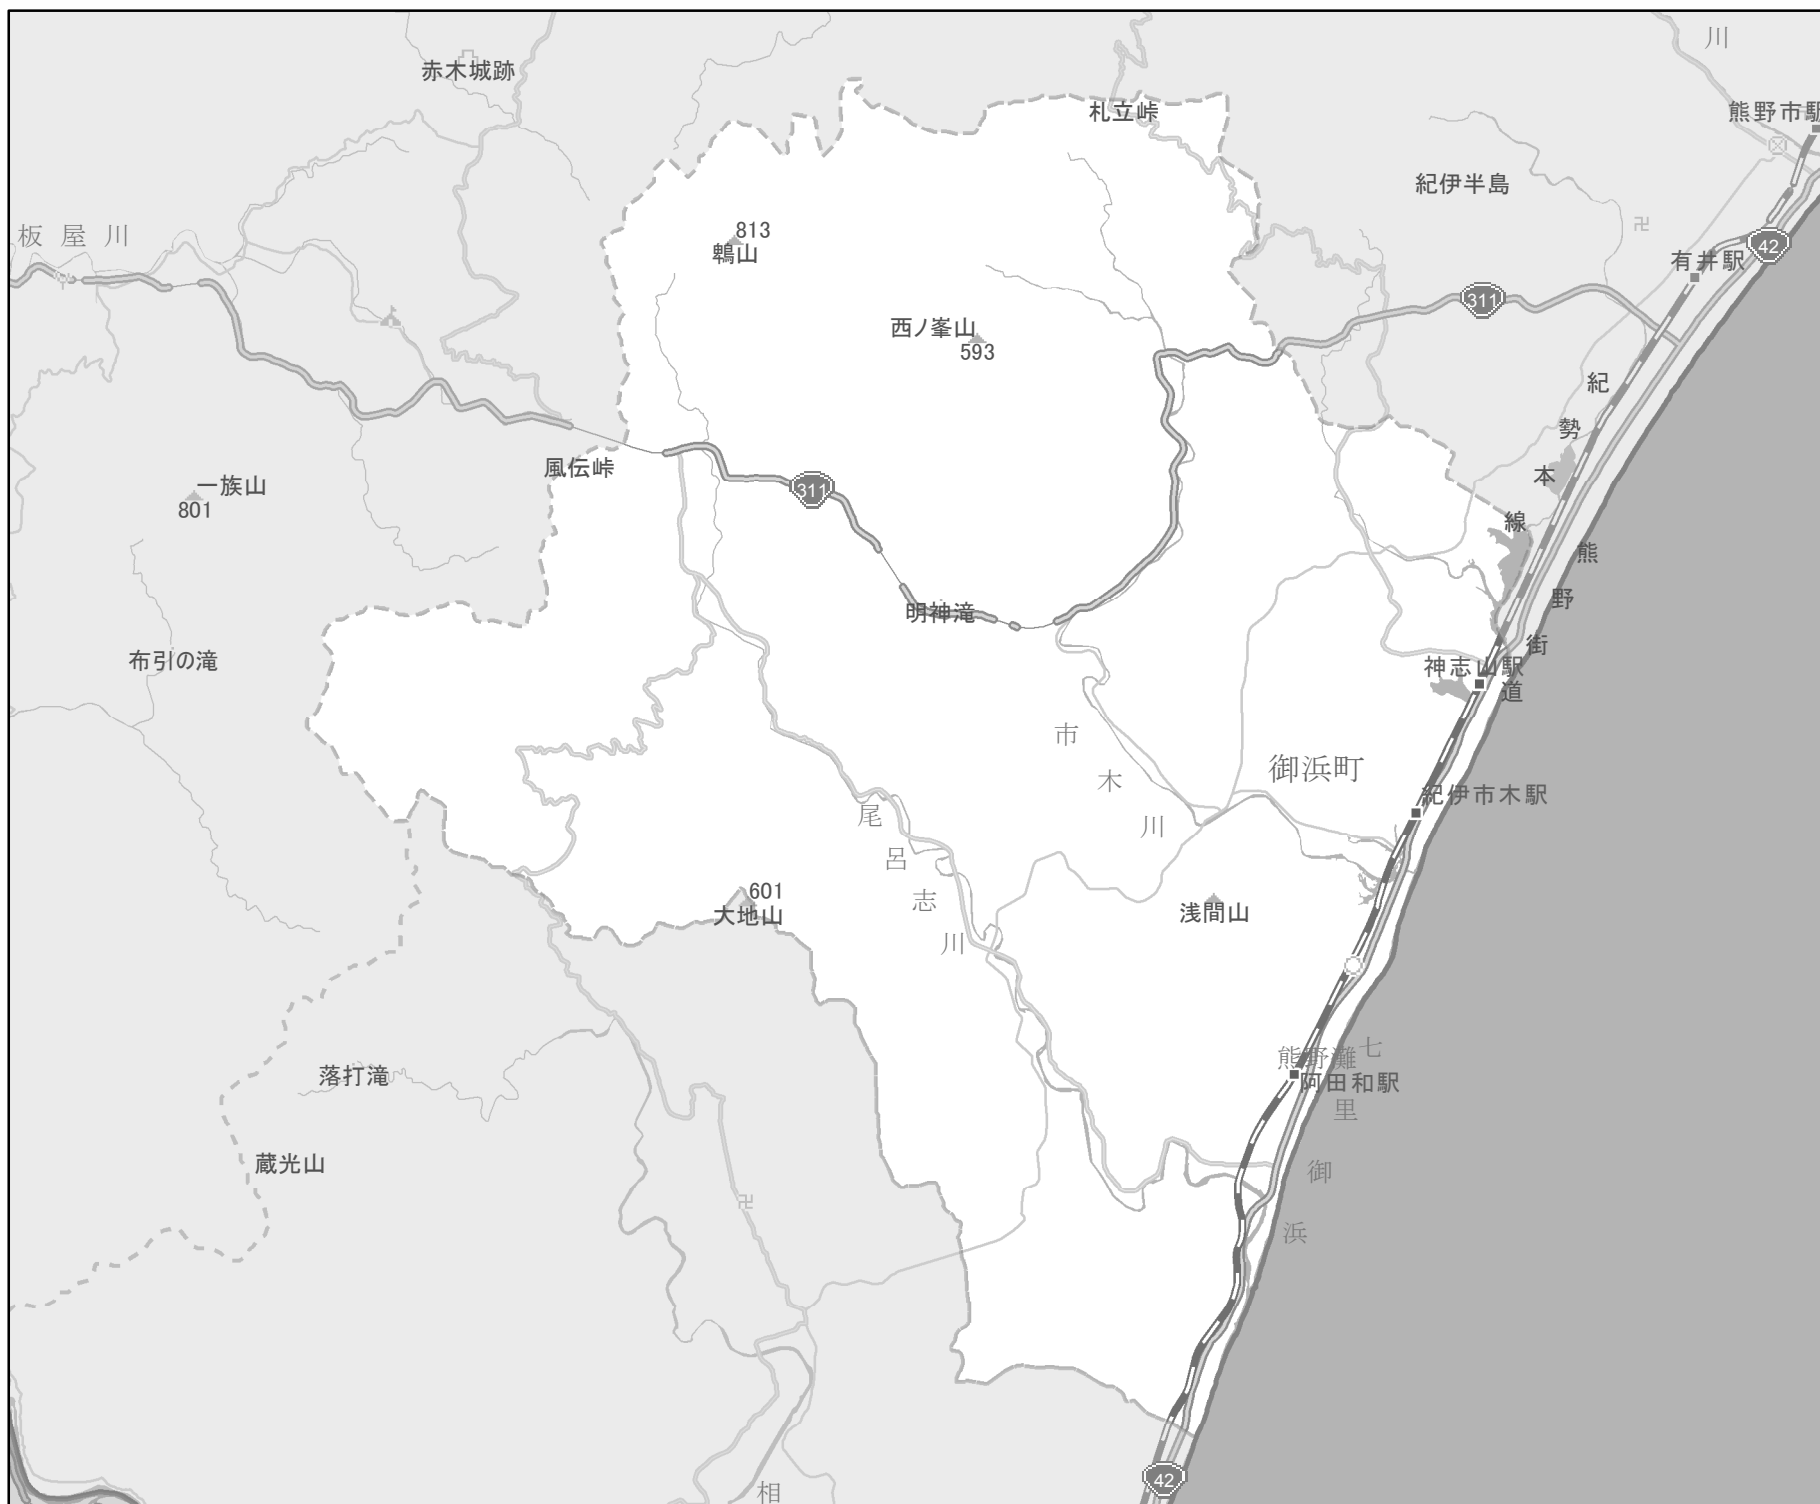 川
赤木城跡
札立峠
熊野市駅
紀伊半島
板屋川
813
鵯山
42
有井駅
311
西ノ峯山
593
紀勢本線
風伝峠
一族山
801
311
熊野街道
明神滝
布引の滝
神志山駅
市木川
御浜町
紀伊市木駅
尾呂志川
601
大地山
浅間山
熊野灘
七里御浜
阿田和駅
落打滝
蔵光山
42
相